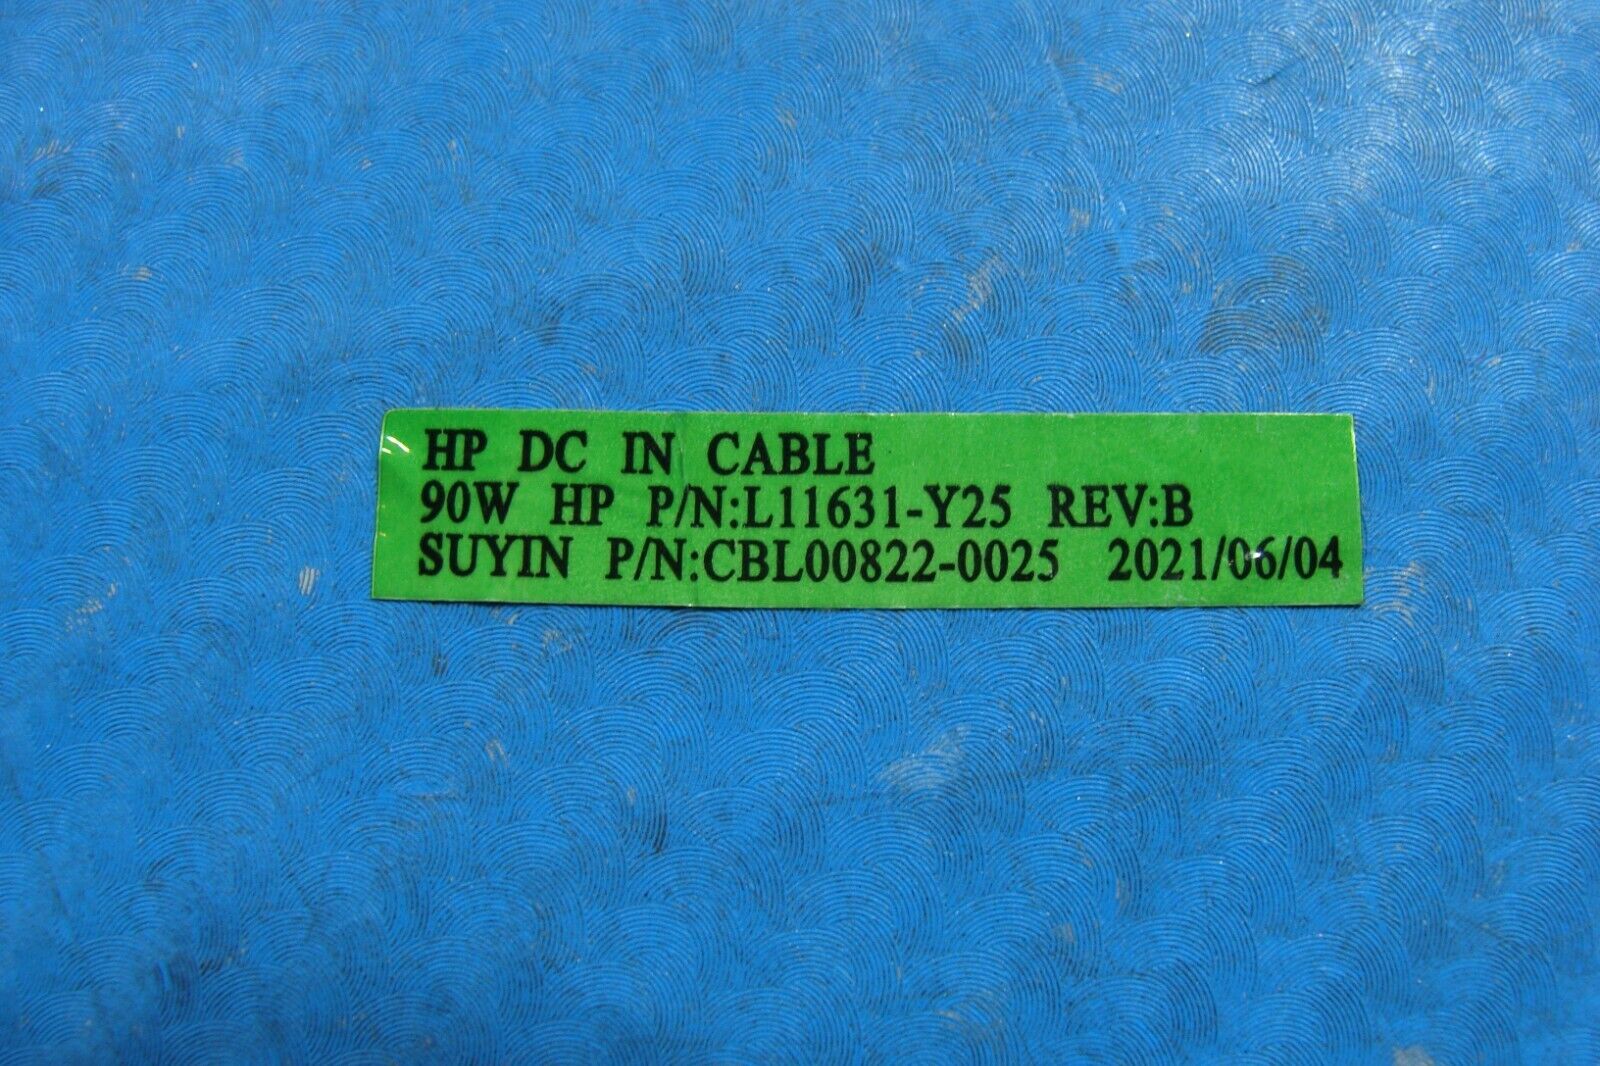 HP DC IN CABLE
90W HP P/N:L11631-Y25 REV:B
SUYIN P/N:CBL00822-0025 2021/06/04